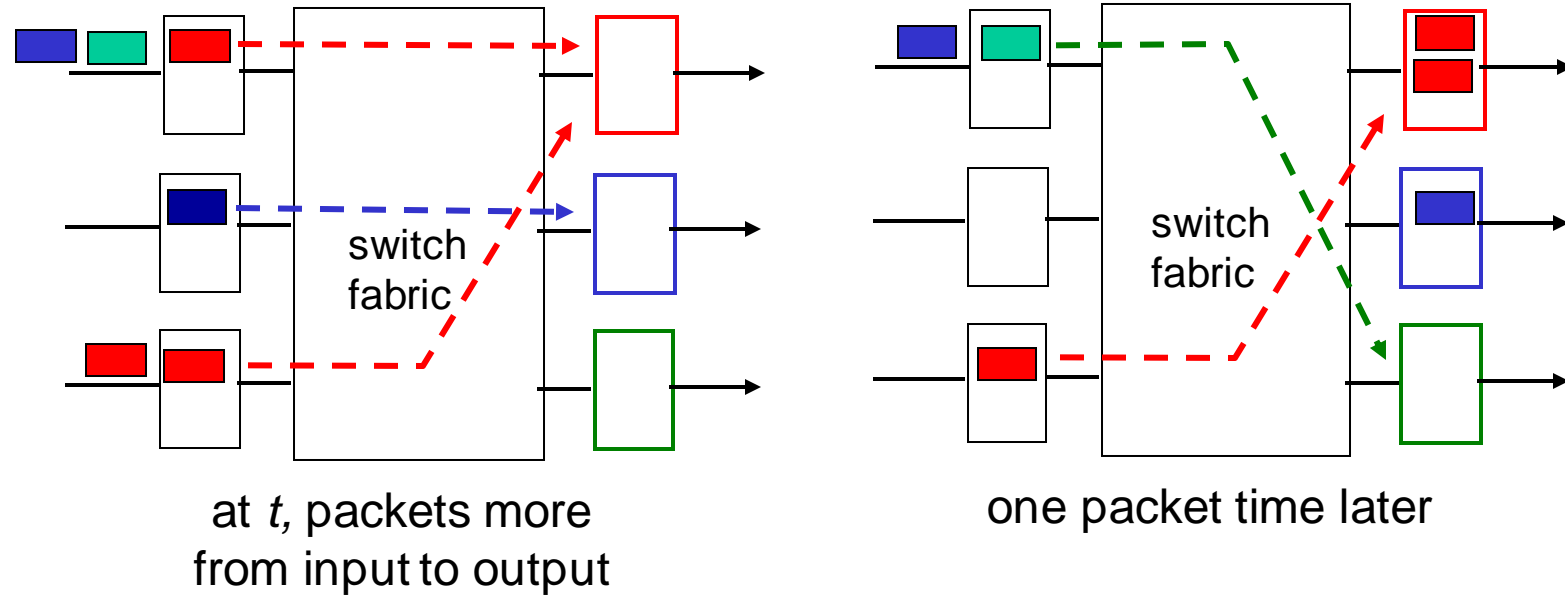 switch
fabric
at t, packets more
from input to output
switch
fabric
one packet time later